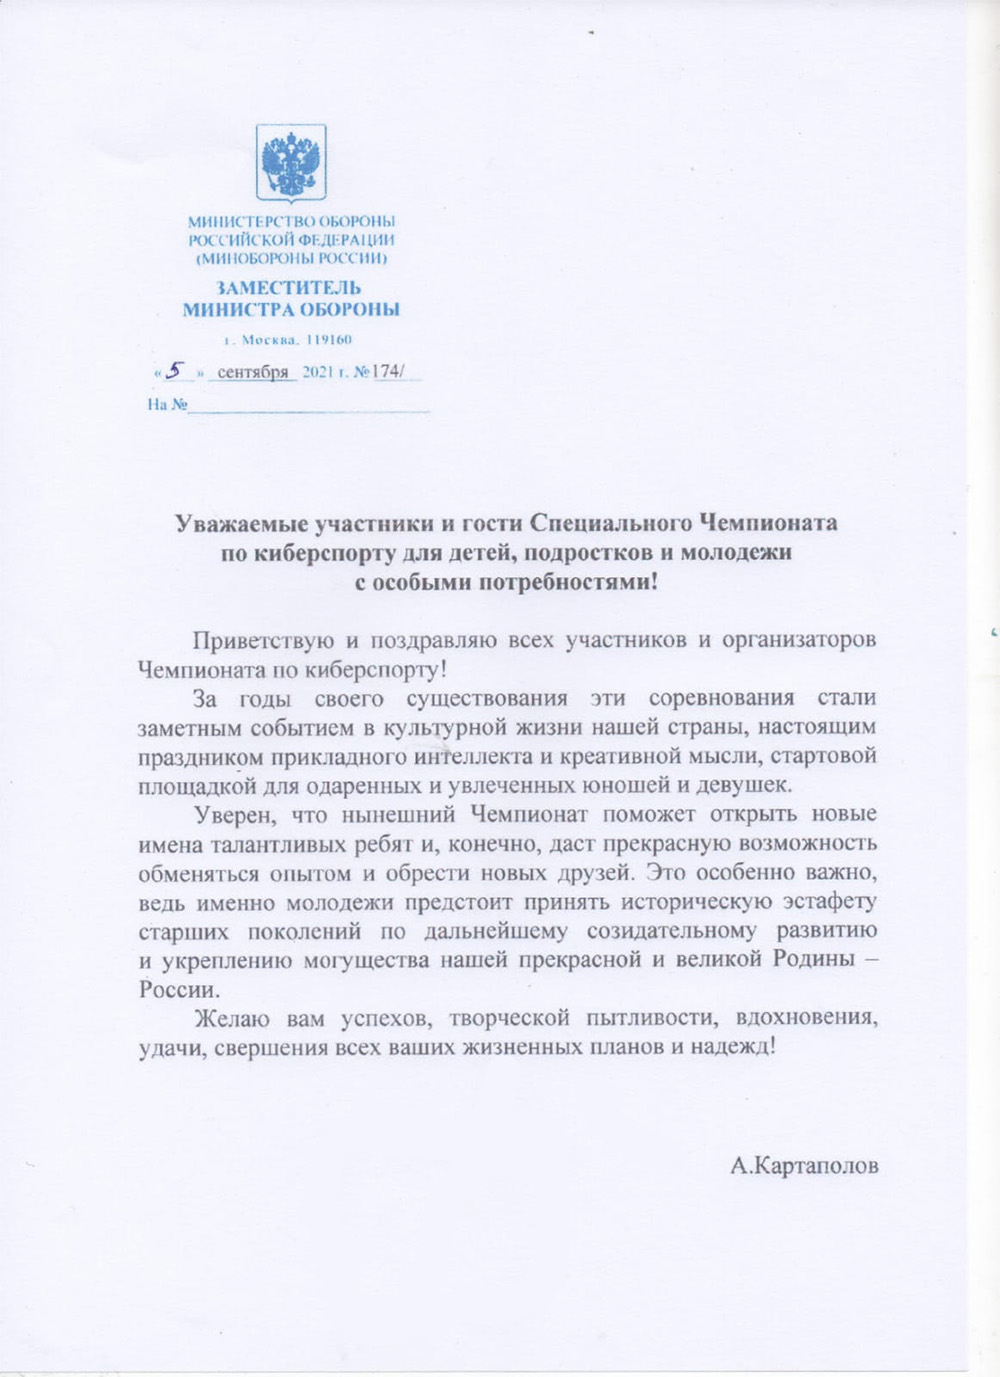 МИНИСТЕРСТВО ОБОРОНЫ
РОССИЙСКОЙ ФЕДЕРАЦИИ
(МИНОБОРОНЫ РОССИИ)
ЗАМЕСТИТЕЛЬ
МИНИСТРА ОБОРОНЫ
г. Москва. 119160
« 5 » сентября 2021 г. № 174/
На №
Уважаемые участники и гости Специального Чемпионата
по киберспорту для детей, подростков и молодежи
с особыми потребностями!
Приветствую и поздравляю всех участников и организаторов
Чемпионата по киберспорту!
За годы своего существования эти соревнования стали
заметным событием в культурной жизни нашей страны, настоящим
праздником прикладного интеллекта и креативной мысли, стартовой
площадкой для одаренных и увлеченных юношей и девушек.
Уверен, что нынешний Чемпионат поможет открыть новые
имена талантливых ребят и, конечно, даст прекрасную возможность
обменяться опытом и обрести новых друзей. Это особенно важно,
ведь именно молодежи предстоит принять историческую эстафету
старших поколений по дальнейшему созидательному развитию
и укреплению могущества нашей прекрасной и великой Родины –
России.
Желаю вам успехов, творческой пытливости, вдохновения,
удачи, свершения всех ваших жизненных планов и надежд!
А.Картаполов